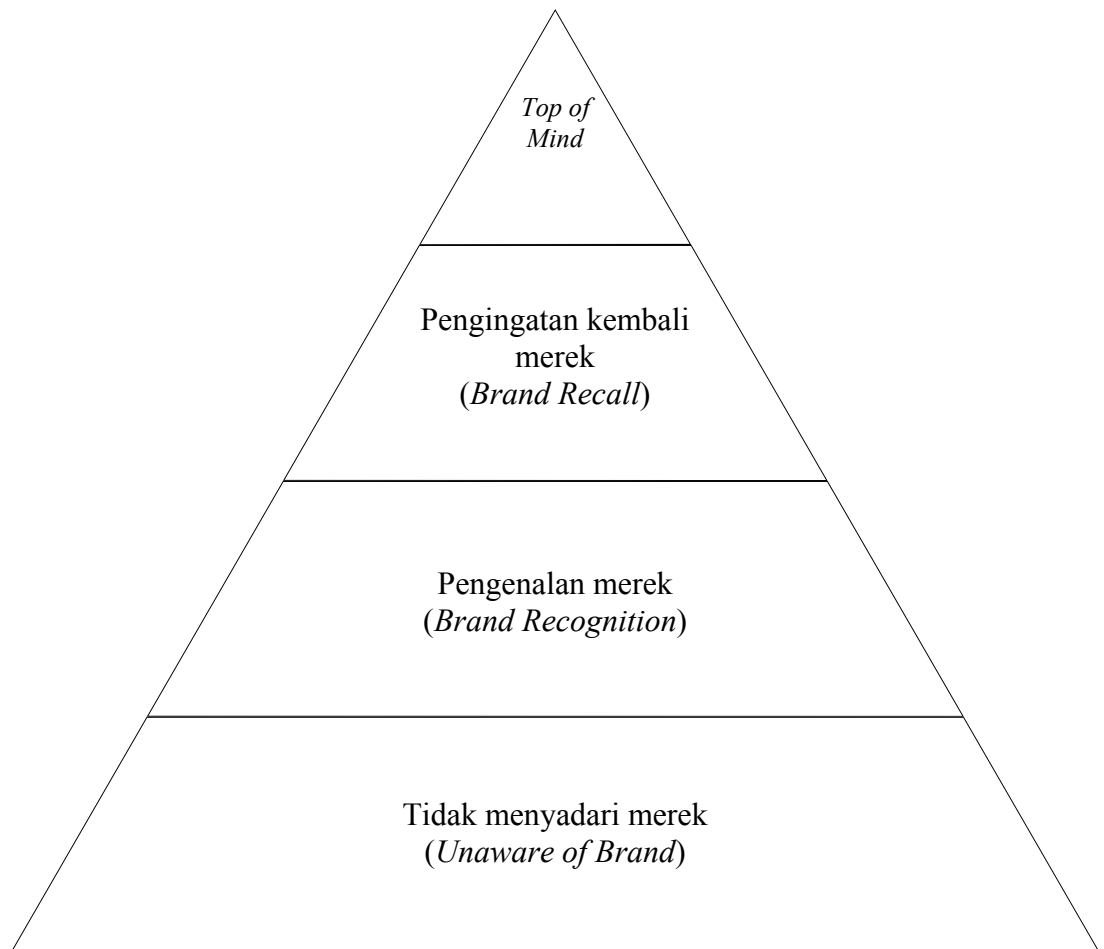 Top of
Mind
Pengingatan kembali
merek
(Brand Recall)
Pengenalan merek
(Brand Recognition)
Tidak menyadari merek
(Unaware of Brand)